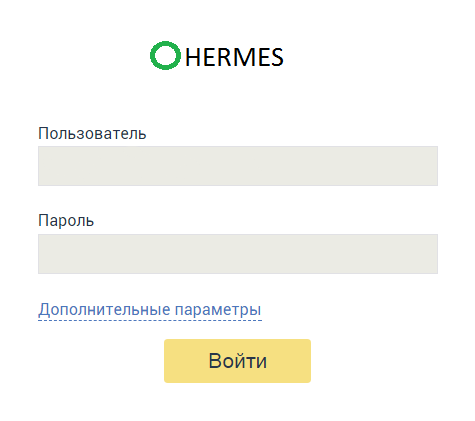 HERMES
Пользователь
Пароль
Дополнительные параметры
Войти